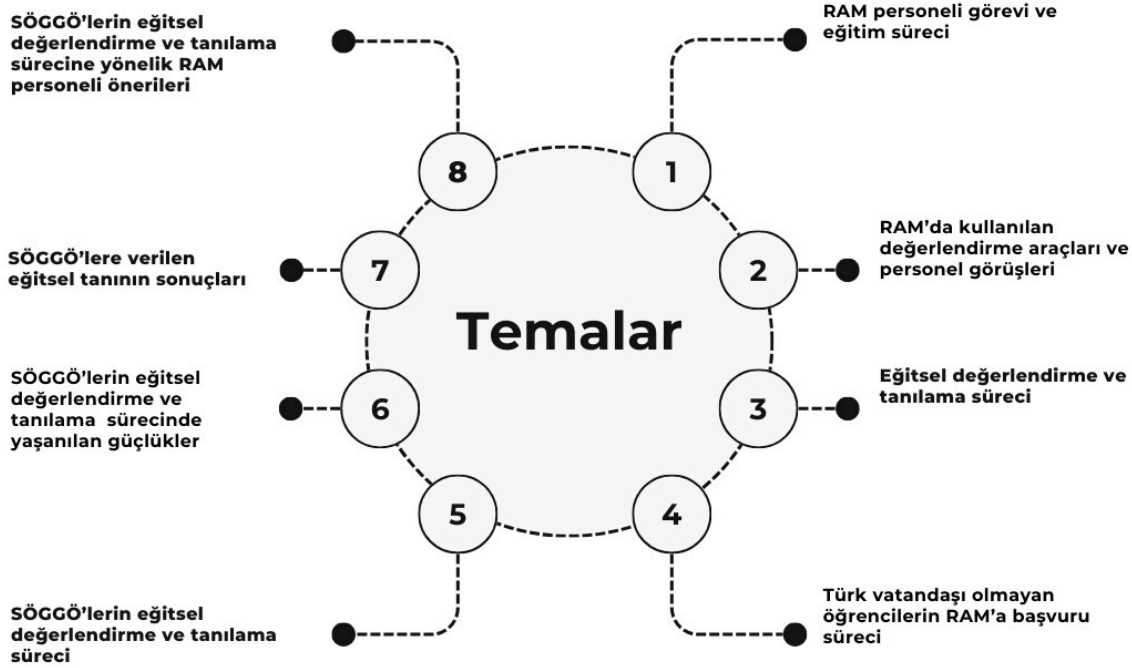 SÖGGÖ’lerin eğitsel
değerlendirme ve tanılama
sürecine yönelik RAM
personeli önerileri
RAM personeli görevi ve
eğitim süreci
8
1
SÖGGÖ’lere verilen
eğitsel tanının sonuçları
7
2
RAM’da kullanılan
değerlendirme araçları ve
personel görüşleri
Temalar
SÖGGÖ’lerin eğitsel
değerlendirme ve
tanılama sürecinde
yaşanılan güçlükler
6
3
Eğitsel değerlendirme ve
tanılama süreci
5
4
SÖGGÖ’lerin eğitsel
değerlendirme ve tanılama
süreci
Türk vatandaşı olmayan
öğrencilerin RAM’a başvuru
süreci